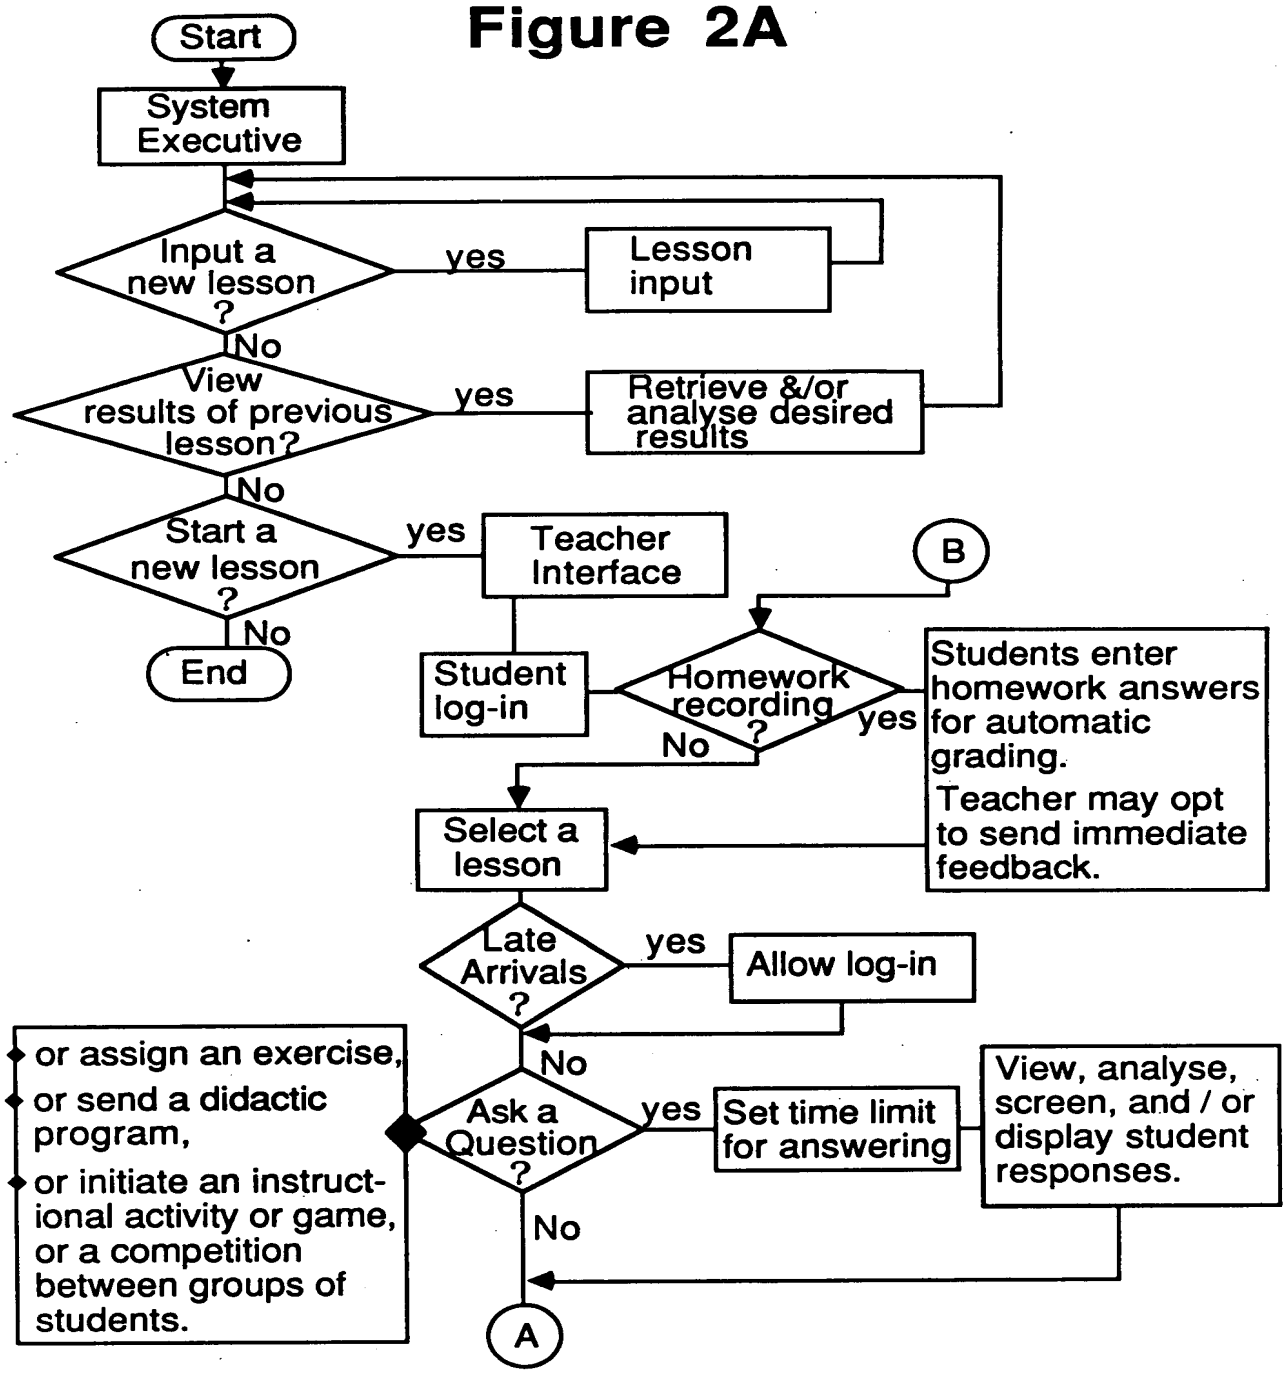 Figure 2A
Start
System
Executive
Input a
new lesson
?
yes
Lesson
input
No
View
results of previous
lesson?
yes
Retrieve &/or
analyse desired
results
No
Start a
new lesson
?
yes
Teacher
Interface
B
No
End
Student
log-in
Homework
recording
?
yes
Students enter
homework answers
for automatic
grading.
Teacher may opt
to send immediate
feedback.
No
Select a
lesson
Late
Arrivals
?
yes
Allow log-in
No
or assign an exercise,
or send a didactic
program,
or initiate an instruct-
ional activity or game,
or a competition
between groups of
students.
Ask a
Question
?
yes
Set time limit
for answering
View, analyse,
screen, and / or
display student
responses.
No
A